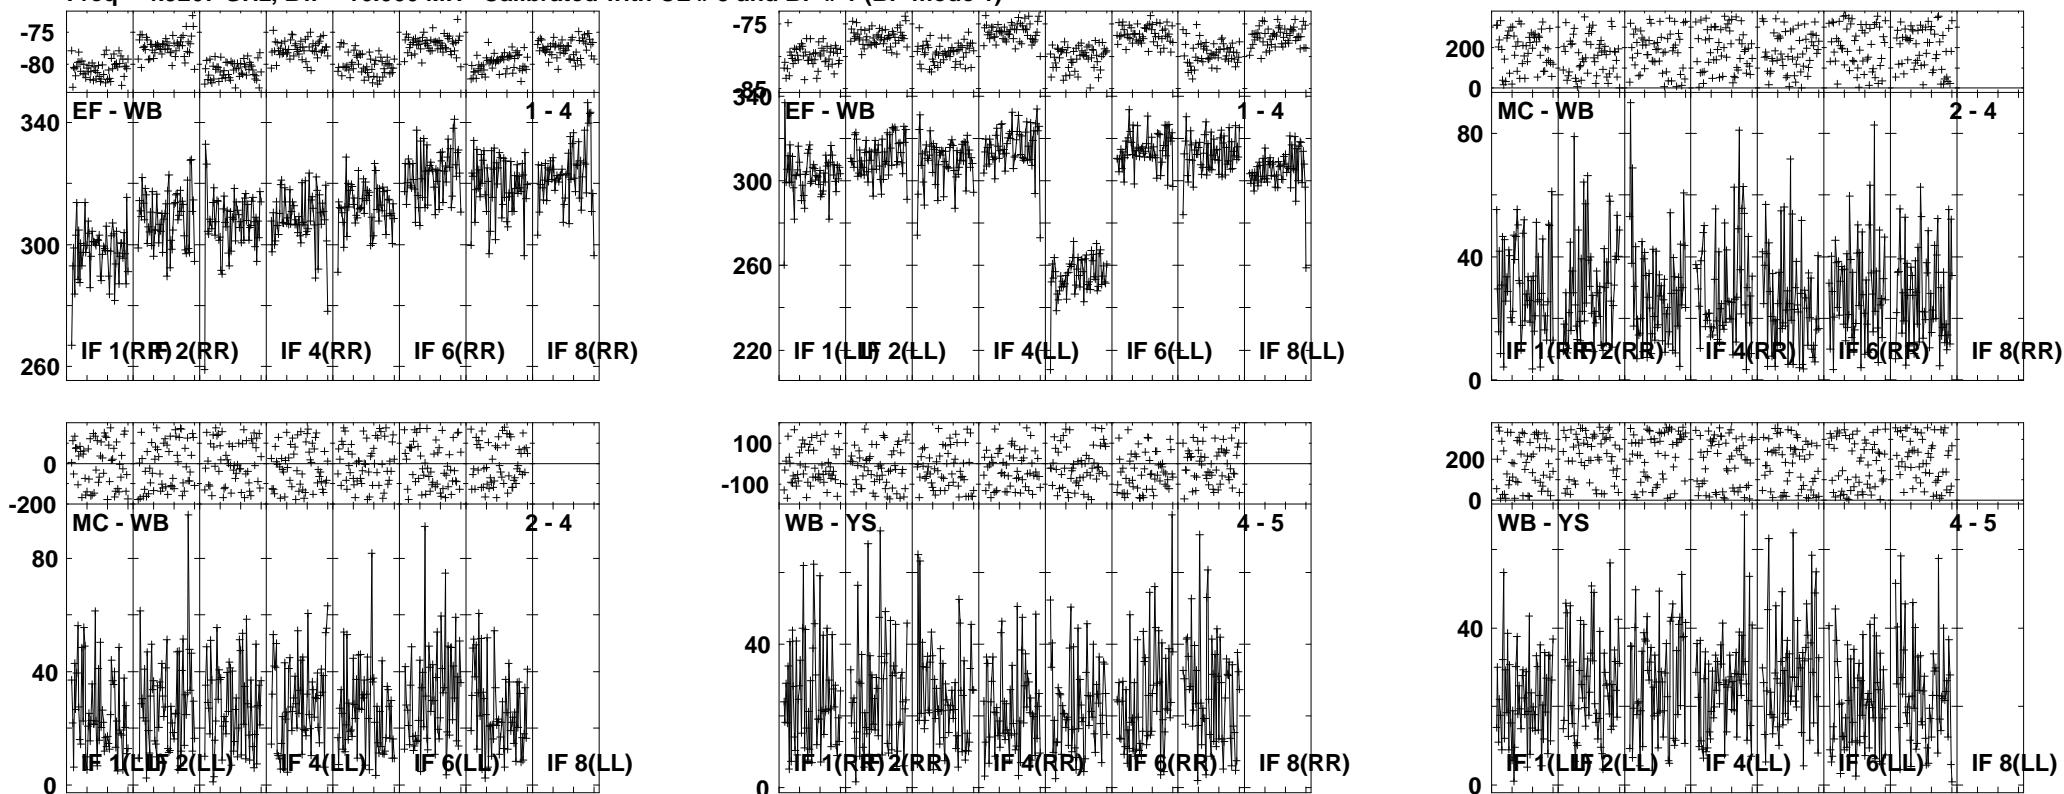 -75
-80
EF - WB 1 - 4
340
300
260
IF 1(RR) IF 2(RR) IF 4(RR) IF 6(RR) IF 8(RR)
-75
85
340
EF - WB 1 - 4
300
260
220
IF 1(LL) IF 2(LL) IF 4(LL) IF 6(LL) IF 8(LL)
200
0
MC - WB 2 - 4
80
40
0
IF 1(RR) IF 2(RR) IF 4(RR) IF 6(RR) IF 8(RR)
0
-200
MC - WB 2 - 4
80
40
0
IF 1(LL) IF 2(LL) IF 4(LL) IF 6(LL) IF 8(LL)
100
-100
WB - YS 4 - 5
40
0
IF 1(RR) IF 2(RR) IF 4(RR) IF 6(RR) IF 8(RR)
200
0
WB - YS 4 - 5
40
0
IF 1(LL) IF 2(LL) IF 4(LL) IF 6(LL) IF 8(LL)